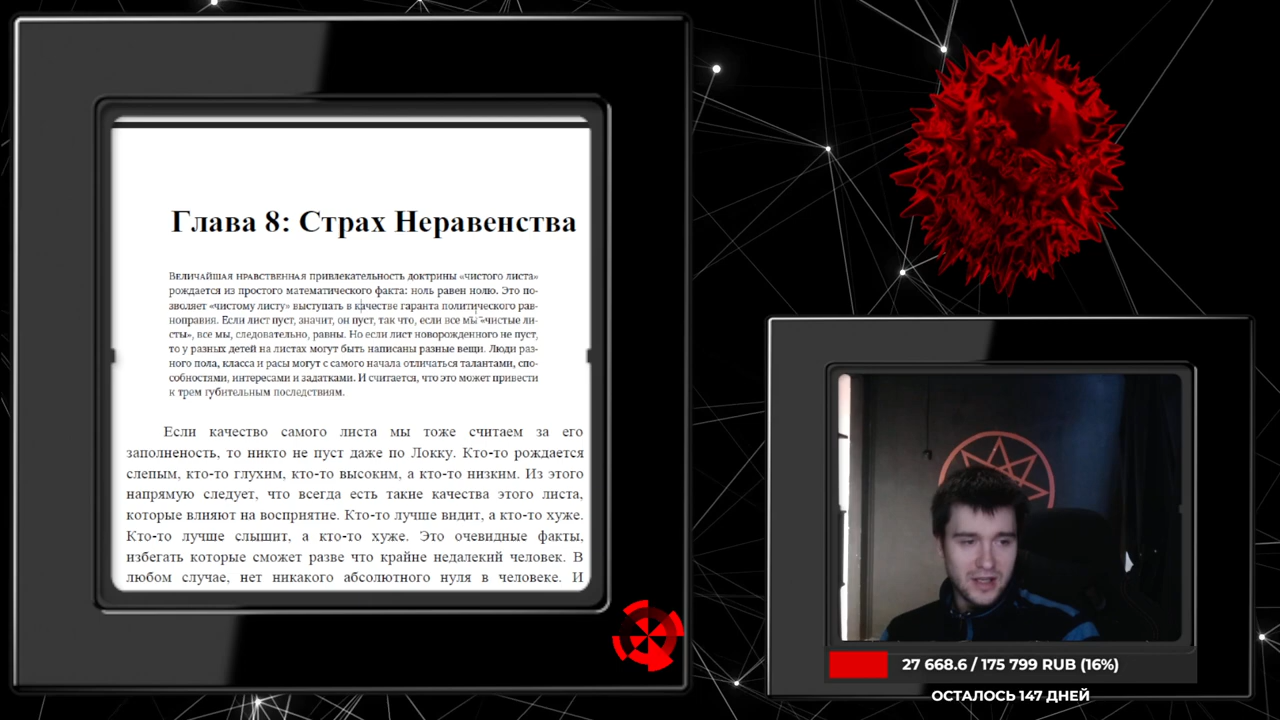 Глава 8: Страх Неравенства
Величайшая нравственная привлекательность доктрины «чистого листа»
рождается из простого математического факта: ноль равен нолю. Это по-
зволяет «чистому листу» выступать в качестве гаранта политического рав-
ноправия. Если лист пуст, значит, он пуст, так что, если все мы «чистые ли-
сты», все мы, следовательно, равны. Но если лист новорожденного не пуст,
то у разных детей на листах могут быть написаны разные вещи. Люди раз-
ного пола, класса и расы могут с самого начала отличаться талантами, спо-
собностями, интересами и задатками. И считается, что это может привести
к трем губительным последствиям.
Если качество самого листа мы тоже считаем за его
заполненость, то никто не пуст даже по Локку. Кто-то рождается
слепым, кто-то глухим, кто-то высоким, а кто-то низким. Из этого
напрямую следует, что всегда есть такие качества этого листа,
которые влияют на восприятие. Кто-то лучше видит, а кто-то хуже.
Кто-то лучше слышит, а кто-то хуже. Это очевидные факты,
избегать которые сможет разве что крайне недалекий человек. В
любом случае, нет никакого абсолютного нуля в человеке. И
27 668.6 / 175 799 RUB (16%)
ОСТАЛОСЬ 147 ДНЕЙ